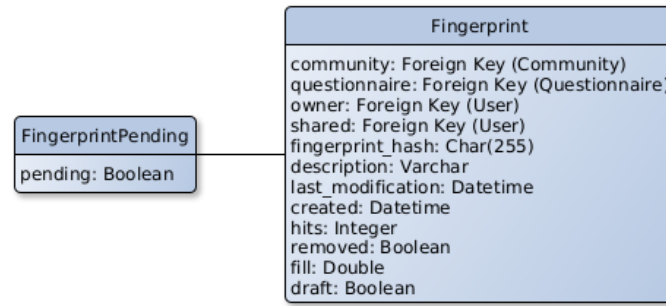 FingerprintPending
pending: Boolean
Fingerprint
community: Foreign Key (Community)
questionnaire: Foreign Key (Questionnaire)
owner: Foreign Key (User)
shared: Foreign Key (User)
fingerprint_hash: Char(255)
description: Varchar
last_modification: Datetime
created: Datetime
hits: Integer
removed: Boolean
fill: Double
draft: Boolean